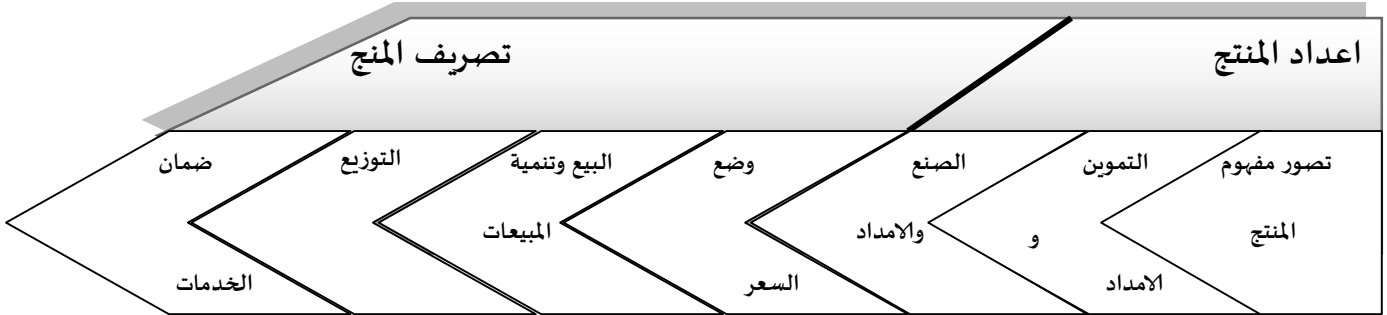 اعداد المنتج
تصريف المنج
تصور مفهوم
المنتج
التموين
و
الامداد
الصنع
والامداد
وضع
السعر
البيع وتنمية
المبيعات
التوزيع
ضمان
الخدمات